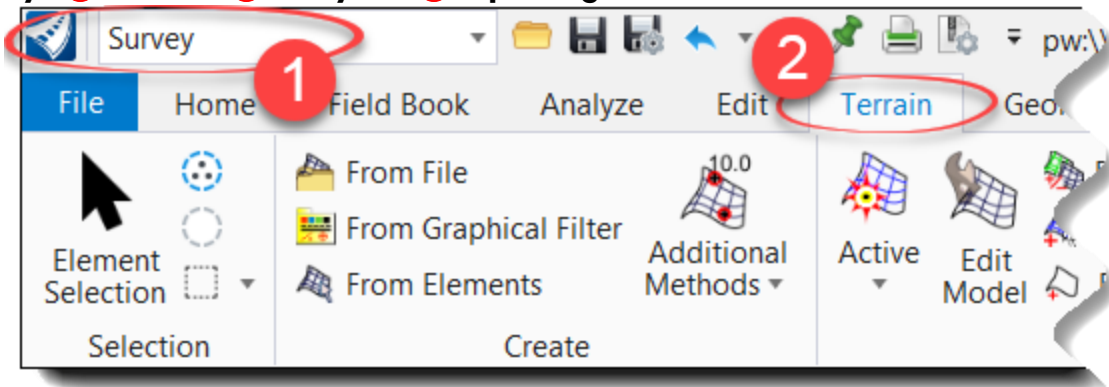 Survey
pw:\\
1
2
File Home Field Book Analyze Edit Terrain
From File
From Graphical Filter
From Elements
10.0
Additional
Methods
Element
Selection
Active
Edit
Model
Selection
Create